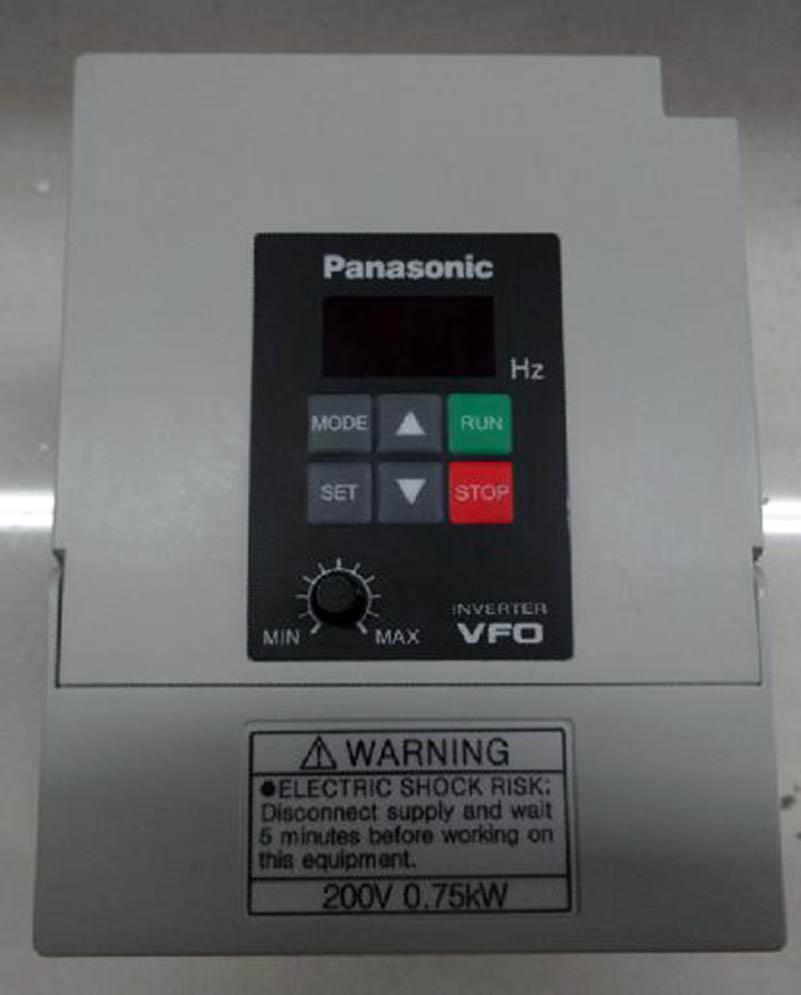 Panasonic
Hz
MODE ▲ RUN
SET ▼ STOP
MIN MAX
INVERTER
VFO
WARNING
●ELECTRIC SHOCK RISK:
Disconnect supply and wait
5 minutes before working on
this equipment.
200V 0.75kW